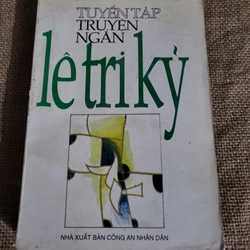 TUYỂN TẬP
TRUYỆN
NGẮN
lê tri kỷ
NHÀ XUẤT BẢN CÔNG AN NHÂN DÂN